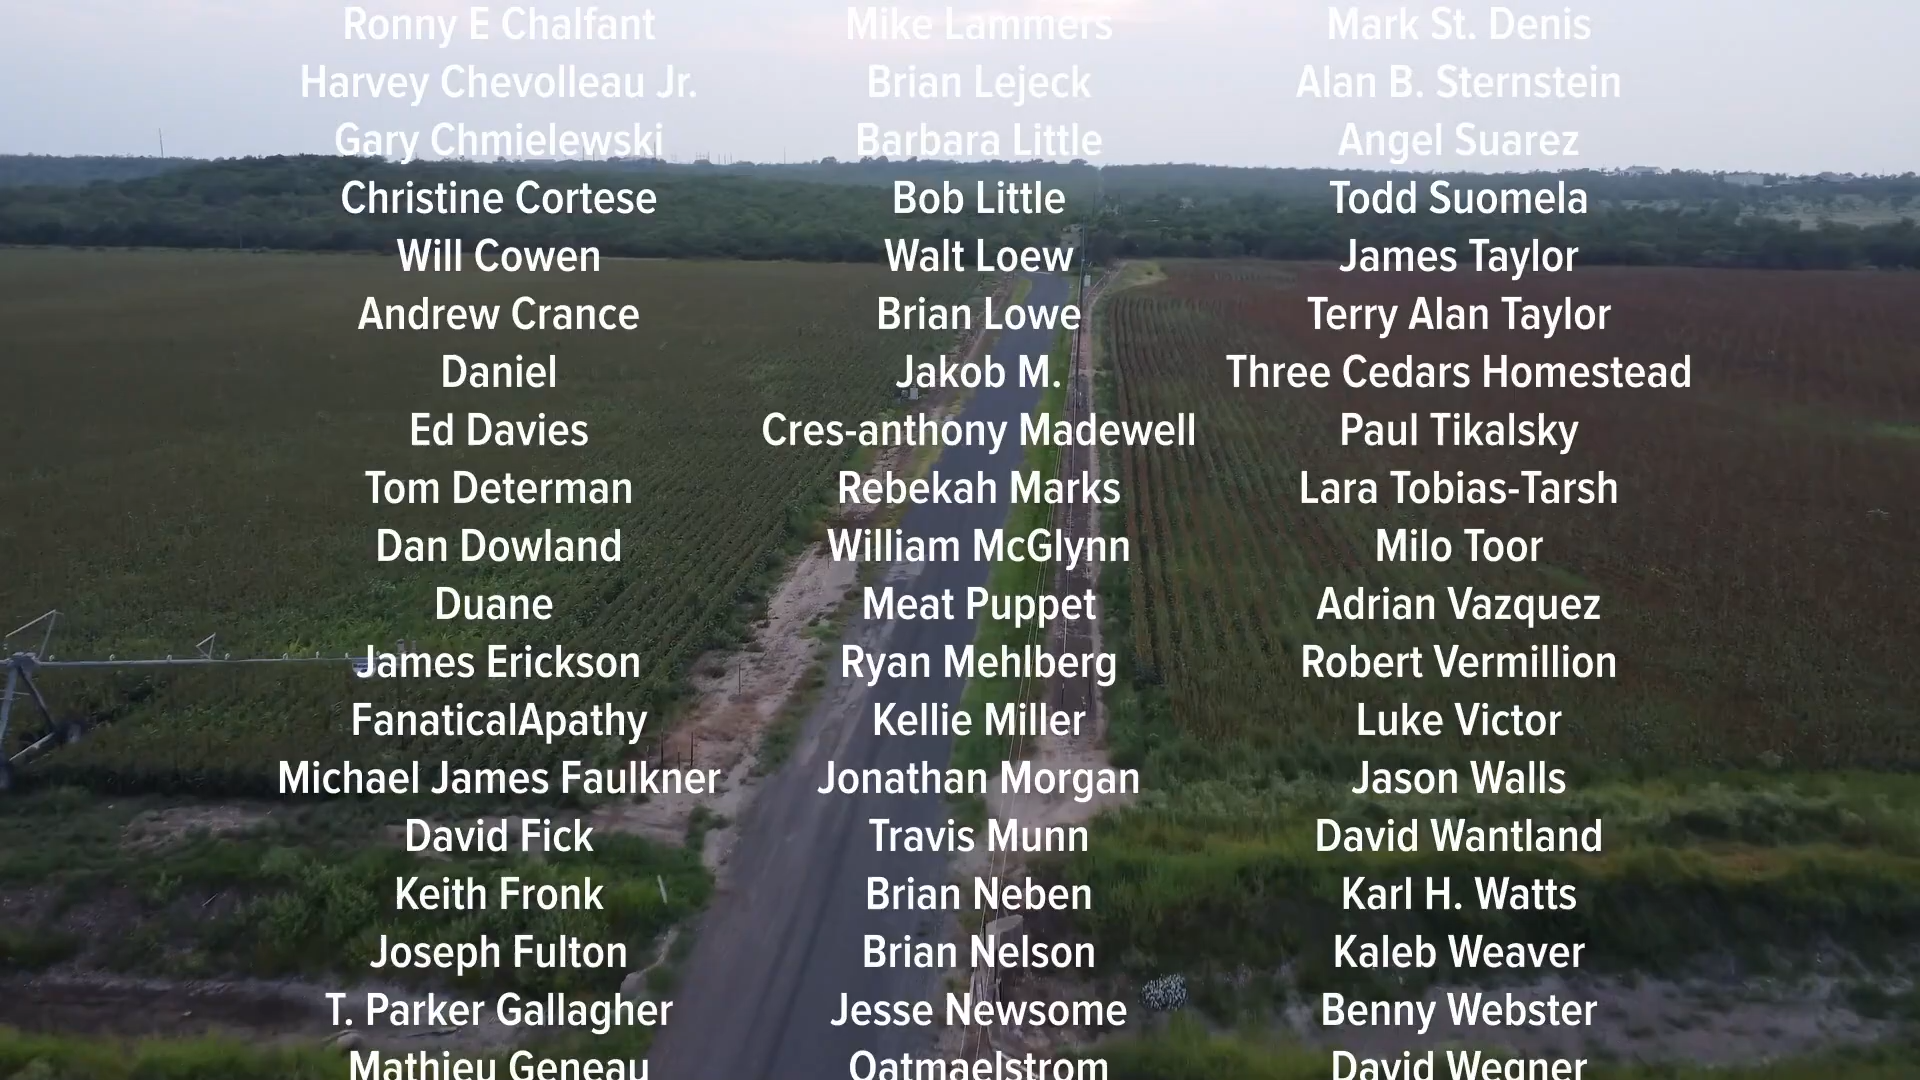 Ronny E Chalfant
Harvey Chevolleau Jr.
Gary Chmielewski
Christine Cortese
Will Cowen
Andrew Crance
Daniel
Ed Davies
Tom Determan
Dan Dowland
Duane
James Erickson
FanaticalApathy
Michael James Faulkner
David Fick
Keith Fronk
Joseph Fulton
T. Parker Gallagher
Mathieu Geneau
Mike Lammers
Brian Lejeck
Barbara Little
Bob Little
Walt Loew
Brian Lowe
Jakob M.
Cres-anthony Madewell
Rebekah Marks
William McGlynn
Meat Puppet
Ryan Mehlberg
Kellie Miller
Jonathan Morgan
Travis Munn
Brian Neben
Brian Nelson
Jesse Newsome
Oatmaelstrom
Mark St. Denis
Alan B. Sternstein
Angel Suarez
Todd Suomela
James Taylor
Terry Alan Taylor
Three Cedars Homestead
Paul Tikalsky
Lara Tobias-Tarsh
Milo Toor
Adrian Vazquez
Robert Vermillion
Luke Victor
Jason Walls
David Wantland
Karl H. Watts
Kaleb Weaver
Benny Webster
David Wegner